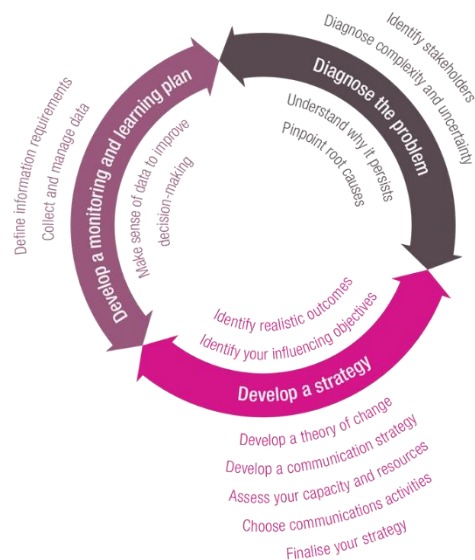 Identify stakeholders
Diagnose complexity and uncertainty
Diagnose the problem
Understand why it persists
Pinpoint root causes
Identify realistic outcomes
Identify your influencing objectives
Develop a strategy
Develop a theory of change
Develop a communication strategy
Assess your capacity and resources
Choose communications activities
Finalise your strategy
Define information requirements
Collect and manage data
Develop a monitoring and learning plan
Make sense of data to improve
decision-making